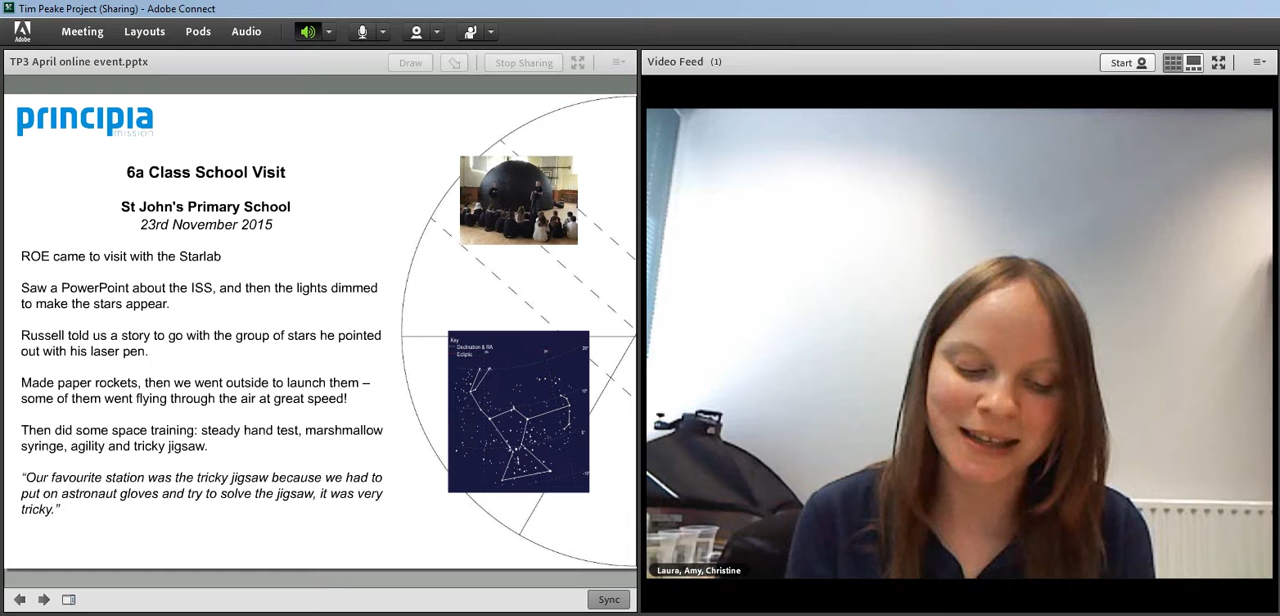 Tim Peake Project (Sharing) - Adobe Connect
Adobe
Meeting
Layouts
Pods
Audio
TP3 April online event.pptx
Draw
Stop Sharing
Video Feed (1)
Start
principia
mission
6a Class School Visit
St John's Primary School
23rd November 2015
ROE came to visit with the Starlab
Saw a PowerPoint about the ISS, and then the lights dimmed
to make the stars appear.
Russell told us a story to go with the group of stars he pointed
out with his laser pen.
Made paper rockets, then we went outside to launch them –
some of them went flying through the air at great speed!
Then did some space training: steady hand test, marshmallow
syringe, agility and tricky jigsaw.
“Our favourite station was the tricky jigsaw because we had to
put on astronaut gloves and try to solve the jigsaw, it was very
tricky.”
Key
Declination & RA
Ecliptic
Laura, Amy, Christine
Sync